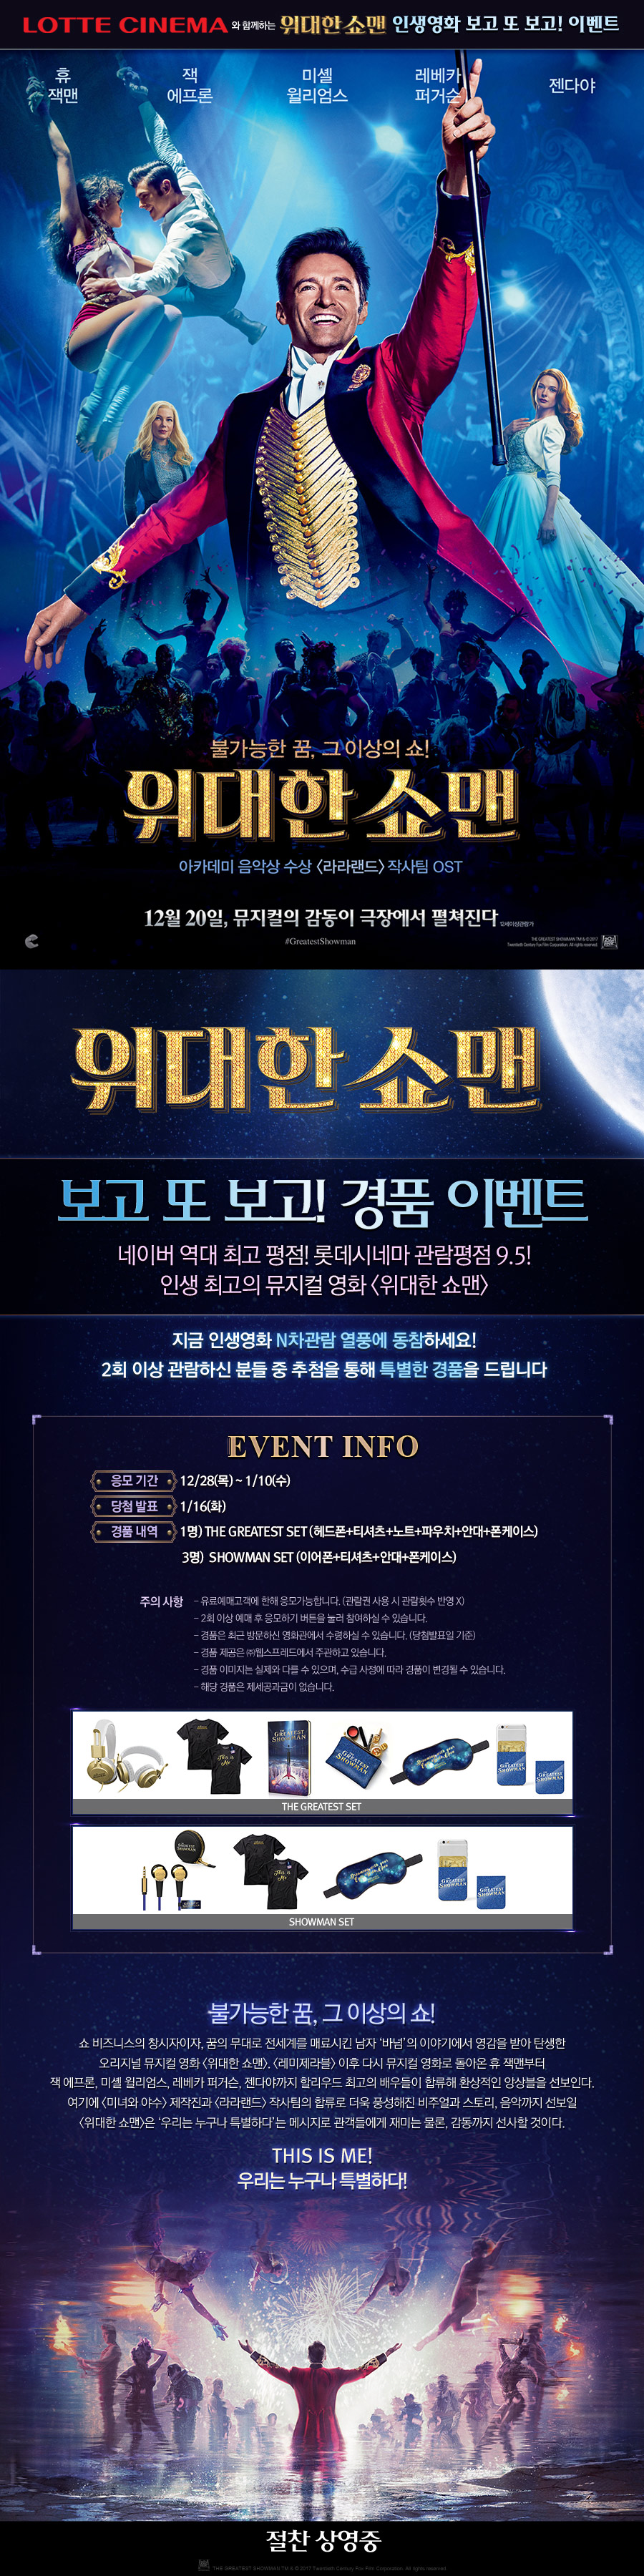 LOTTE CINEMA 와 함께하는 위대한 쇼맨 인생영화 보고 또 보고! 이벤트
휴 잭맨
잭 에프론
미셸 윌리엄스
레베카 퍼거슨
젠다야
불가능한 꿈, 그 이상의 쇼!
위대한 쇼맨
아카데미 음악상 수상 <라라랜드> 작사팀 OST
12월 20일, 뮤지컬의 감동이 극장에서 펼쳐진다 12세이상관람가
#GreatestShowman
THE GREATEST SHOWMAN TM & © 2017
Twentieth Century Fox Film Corporation. All rights reserved.
위대한 쇼맨
보고 또 보고! 경품 이벤트
네이버 역대 최고 평점! 롯데시네마 관람평점 9.5!
인생 최고의 뮤지컬 영화 <위대한 쇼맨>
지금 인생영화 N차관람 열풍에 동참하세요!
2회 이상 관람하신 분들 중 추첨을 통해 특별한 경품을 드립니다
EVENT INFO
응모 기간 12/28(목) ~ 1/10(수)
당첨 발표 1/16(화)
경품 내역 1명) THE GREATEST SET (헤드폰+티셔츠+노트+파우치+안대+폰케이스)
3명) SHOWMAN SET (이어폰+티셔츠+안대+폰케이스)
주의 사항 - 유료예매고객에 한해 응모가능합니다. (관람권 사용 시 관람횟수 반영 X)
- 2회 이상 예매 후 응모하기 버튼을 눌러 참여하실 수 있습니다.
- 경품은 최근 방문하신 영화관에서 수령하실 수 있습니다. (당첨발표일 기준)
- 경품 제공은 ㈜웹스프레드에서 주관하고 있습니다.
- 경품 이미지는 실제와 다를 수 있으며, 수급 사정에 따라 경품이 변경될 수 있습니다.
- 해당 경품은 제세공과금이 없습니다.
THE GREATEST SET
SHOWMAN SET
불가능한 꿈, 그 이상의 쇼!
쇼 비즈니스의 창시자이자, 꿈의 무대로 전세계를 매료시킨 남자 '바넘'의 이야기에서 영감을 받아 탄생한
오리지널 뮤지컬 영화 <위대한 쇼맨>. <레미제라블> 이후 다시 뮤지컬 영화로 돌아온 휴 잭맨부터
잭 에프론, 미셸 윌리엄스, 레베카 퍼거슨, 젠다야까지 할리우드 최고의 배우들이 합류해 환상적인 앙상블을 선보인다.
여기에 <미녀와 야수> 제작진과 <라라랜드> 작사팀의 합류로 더욱 풍성해진 비주얼과 스토리, 음악까지 선보일
<위대한 쇼맨>은 '우리는 누구나 특별하다'는 메시지로 관객들에게 재미는 물론, 감동까지 선사할 것이다.
THIS IS ME!
우리는 누구나 특별하다!
절찬 상영중
THE GREATEST SHOWMAN TM & © 2017 Twentieth Century Fox Film Corporation. All rights reserved.